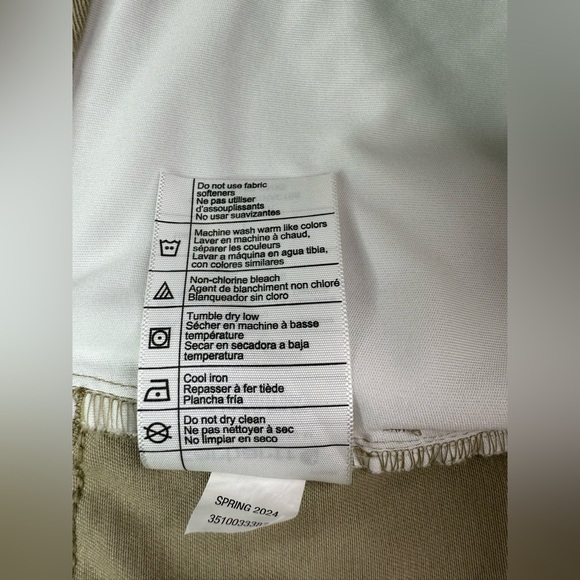 Do not use fabric
softeners
Ne pas utiliser
d'assouplissants
No usar suavizantes
Machine wash warm like colors
Laver en machine à chaud,
séparer les couleurs
Lavar a máquina en agua tibia,
con colores similares
Non-chlorine bleach
Agent de blanchiment non chloré
Blanqueador sin cloro
Tumble dry low
Sécher en machine à basse
température
Secar en secadora a baja
temperatura
Cool iron
Repasser à fer tiède
Plancha fría
Do not dry clean
Ne pas nettoyer à sec
No limpiar en seco
SPRING 2024